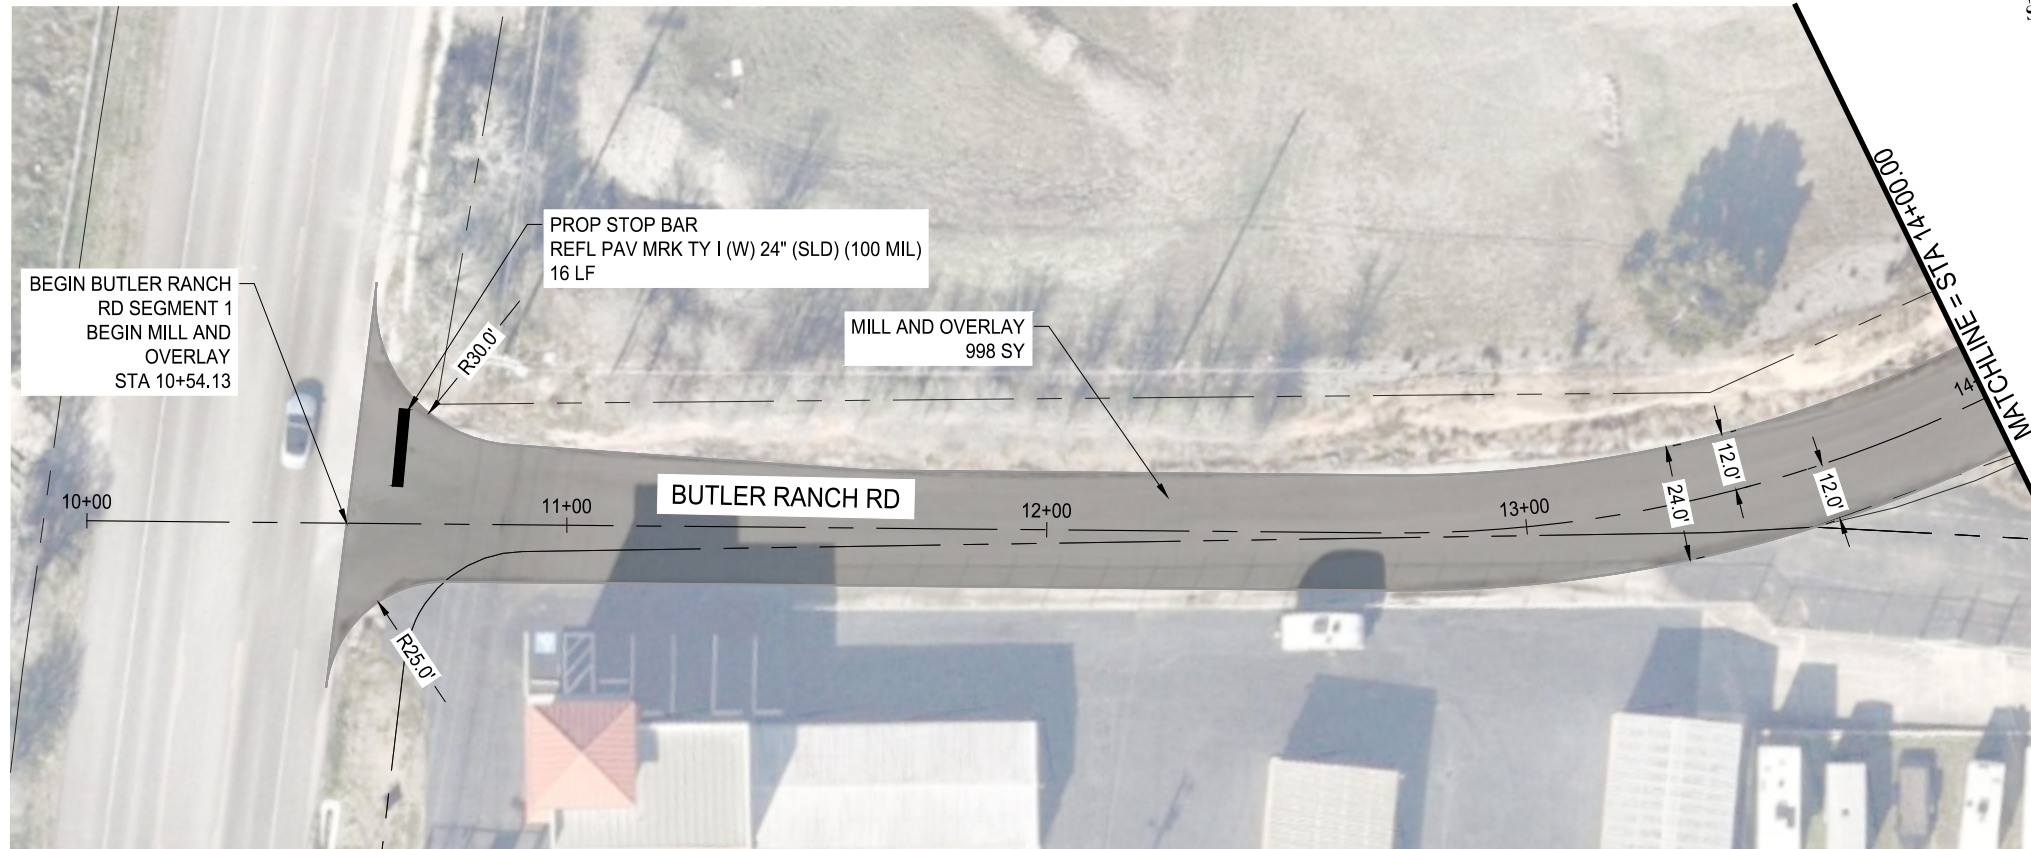 PROP STOP BAR
REFL PAV MRK TY I (W) 24" (SLD) (100 MIL)
16 LF
BEGIN BUTLER RANCH
RD SEGMENT 1
BEGIN MILL AND
OVERLAY
STA 10+54.13
R30.0'
MILL AND OVERLAY
998 SY
MATCHLINE = STA 14+00.00
10+00
11+00
BUTLER RANCH RD
12+00
13+00
24.0'
12.0'
12.0'
14+
R25.0'